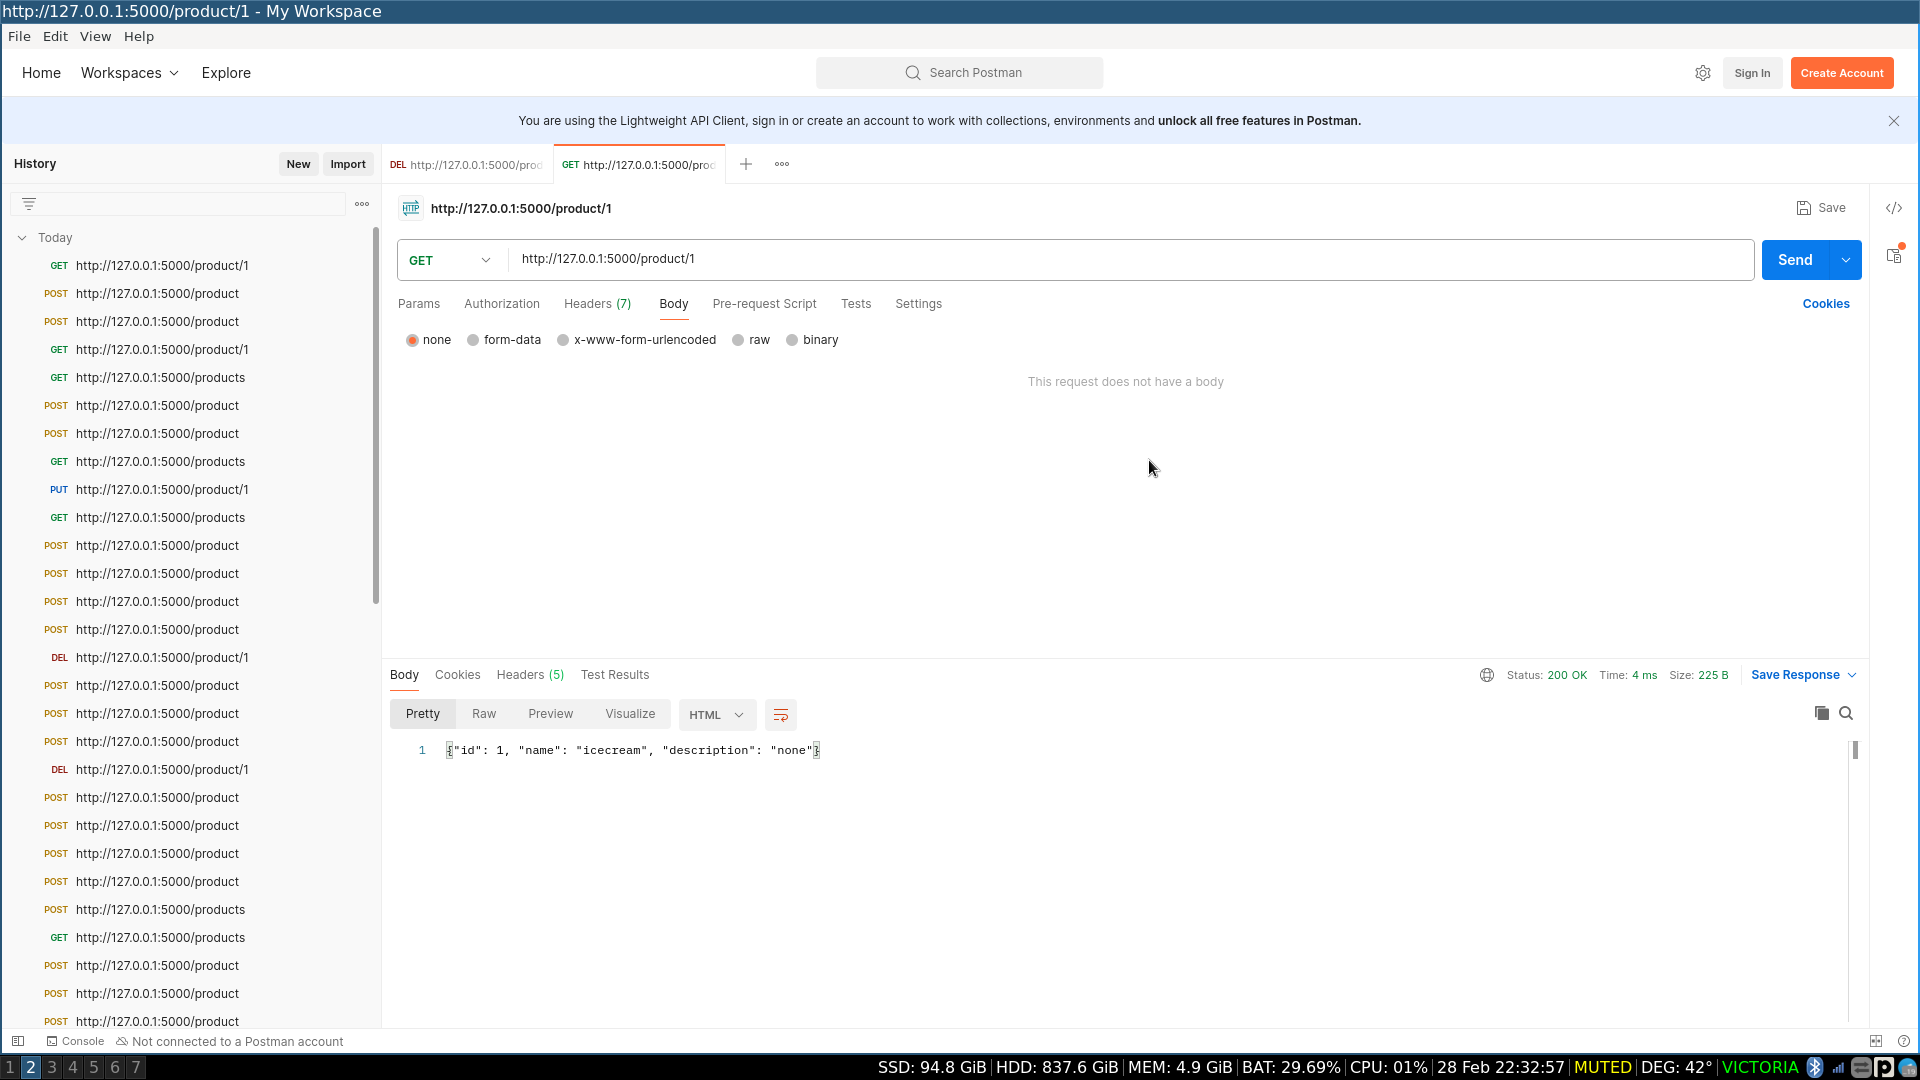 http://127.0.0.1:5000/product/1 - My Workspace
File Edit View Help
Home Workspaces Explore Search Postman Sign In Create Account
You are using the Lightweight API Client, sign in or create an account to work with collections, environments and unlock all free features in Postman.
History New Import
DEL http://127.0.0.1:5000/prod GET http://127.0.0.1:5000/prod
HTTP http://127.0.0.1:5000/product/1 Save
GET http://127.0.0.1:5000/product/1 Send
Params Authorization Headers (7) Body Pre-request Script Tests Settings Cookies
none form-data x-www-form-urlencoded raw binary
This request does not have a body
Today
GET http://127.0.0.1:5000/product/1
POST http://127.0.0.1:5000/product
POST http://127.0.0.1:5000/product
GET http://127.0.0.1:5000/product/1
GET http://127.0.0.1:5000/products
POST http://127.0.0.1:5000/product
POST http://127.0.0.1:5000/product
GET http://127.0.0.1:5000/products
PUT http://127.0.0.1:5000/product/1
GET http://127.0.0.1:5000/products
POST http://127.0.0.1:5000/product
POST http://127.0.0.1:5000/product
POST http://127.0.0.1:5000/product
POST http://127.0.0.1:5000/product
DEL http://127.0.0.1:5000/product/1
POST http://127.0.0.1:5000/product
POST http://127.0.0.1:5000/product
POST http://127.0.0.1:5000/product
DEL http://127.0.0.1:5000/product/1
POST http://127.0.0.1:5000/product
POST http://127.0.0.1:5000/product
POST http://127.0.0.1:5000/product
POST http://127.0.0.1:5000/product
POST http://127.0.0.1:5000/products
GET http://127.0.0.1:5000/products
POST http://127.0.0.1:5000/product
POST http://127.0.0.1:5000/product
POST http://127.0.0.1:5000/product
Body Cookies Headers (5) Test Results Status: 200 OK Time: 4 ms Size: 225 B Save Response
Pretty Raw Preview Visualize HTML
1 {"id": 1, "name": "icecream", "description": "none"}
Console Not connected to a Postman account
1 2 3 4 5 6 7 SSD: 94.8 GiB HDD: 837.6 GiB MEM: 4.9 GiB BAT: 29.69% CPU: 01% 28 Feb 22:32:57 MUTED DEG: 42° VICTORIA